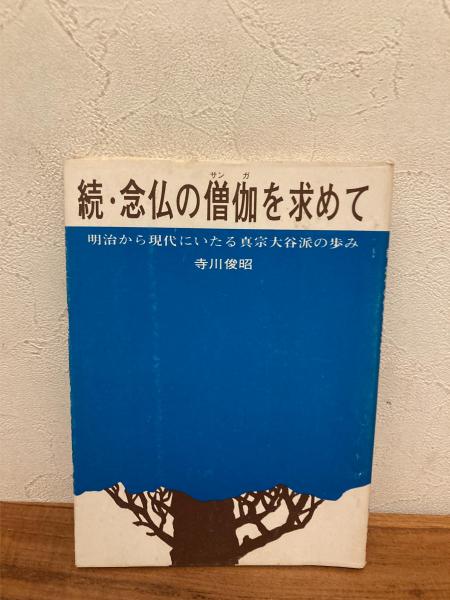 サンガ
続・念仏の僧伽を求めて
明治から現代にいたる真宗大谷派の歩み
寺川俊昭